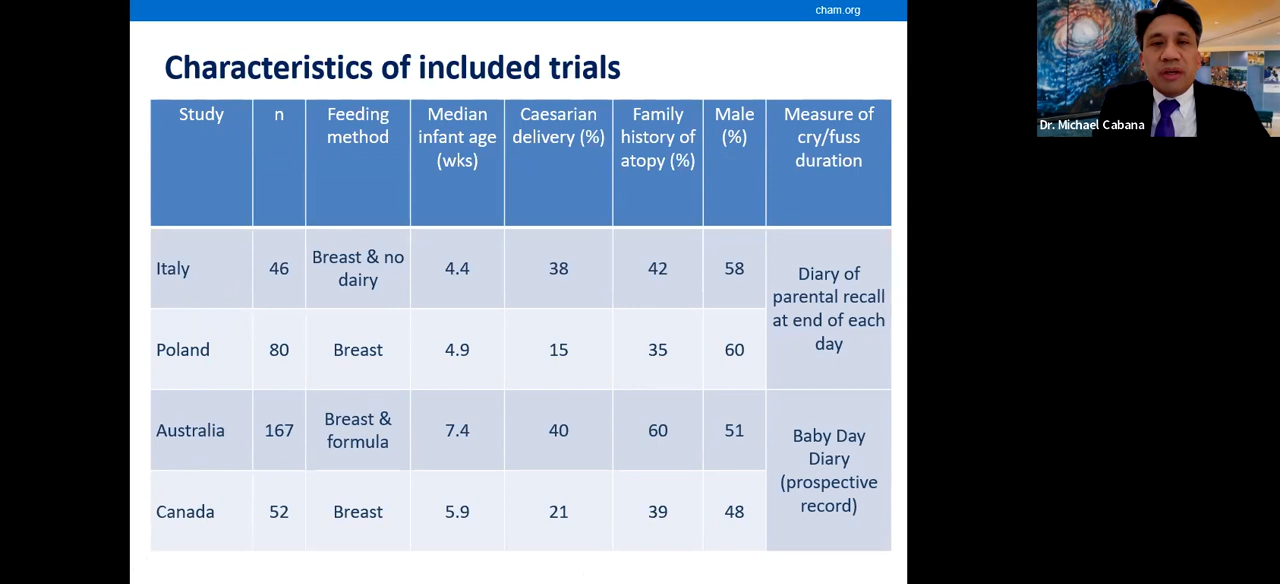 cham.org
Characteristics of included trials
Study
n
Feeding
method
Median
infant age
(wks)
Caesarian
delivery (%)
Family
history of
atopy (%)
Male
(%)
Measure of
cry/fuss
duration
Italy
46
Breast & no
dairy
4.4
38
42
58
Diary of
parental recall
at end of each
day
Poland
80
Breast
4.9
15
35
60
Australia
167
Breast &
formula
7.4
40
60
51
Baby Day
Diary
(prospective
record)
Canada
52
Breast
5.9
21
39
48
Dr. Michael Cabana